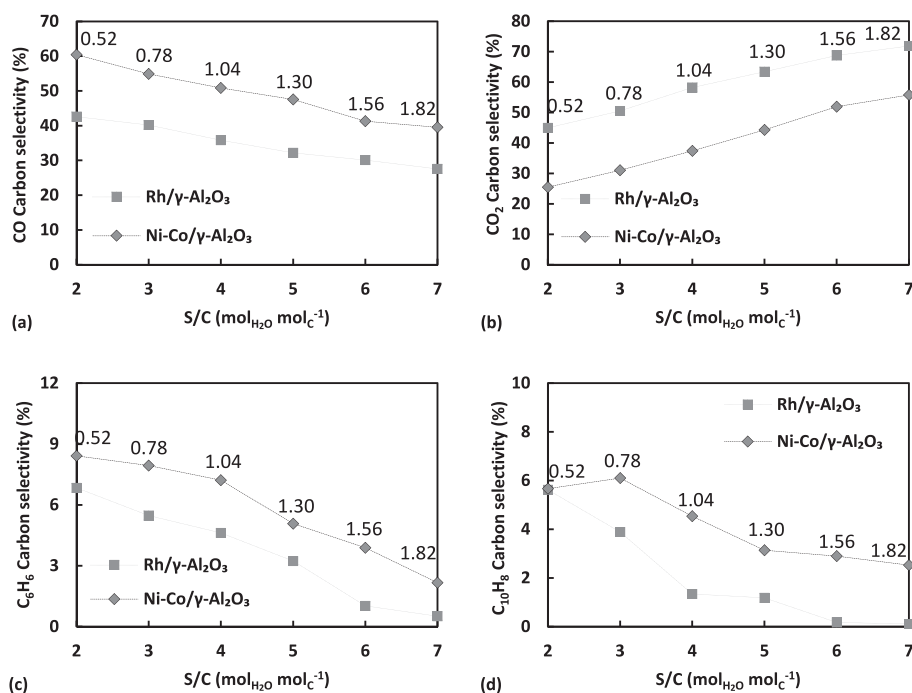 CO Carbon selectivity (%)
70
60
50
40
30
20
10
0
0.52
0.78
1.04
1.30
1.56
1.82
Rh/γ-Al₂O₃
Ni-Co/γ-Al₂O₃
2 3 4 5 6 7
S/C (mol_H₂O mol_C⁻¹)
(a)
CO₂ Carbon selectivity (%)
80
70
60
50
40
30
20
10
0
0.52
0.78
1.04
1.30
1.56
1.82
Rh/γ-Al₂O₃
Ni-Co/γ-Al₂O₃
2 3 4 5 6 7
S/C (mol_H₂O mol_C⁻¹)
(b)
C₆H₆ Carbon selectivity (%)
12
9
6
3
0
0.52
0.78
1.04
1.30
1.56
1.82
Rh/γ-Al₂O₃
Ni-Co/γ-Al₂O₃
2 3 4 5 6 7
S/C (mol_H₂O mol_C⁻¹)
(c)
C₁₀H₈ Carbon selectivity (%)
10
8
6
4
2
0
Rh/γ-Al₂O₃
Ni-Co/γ-Al₂O₃
0.52
0.78
1.04
1.30
1.56
1.82
2 3 4 5 6 7
S/C (mol_H₂O mol_C⁻¹)
(d)